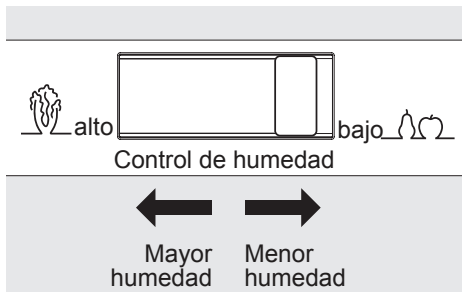 alto
bajo
Control de humedad
Mayor humedad
Menor humedad